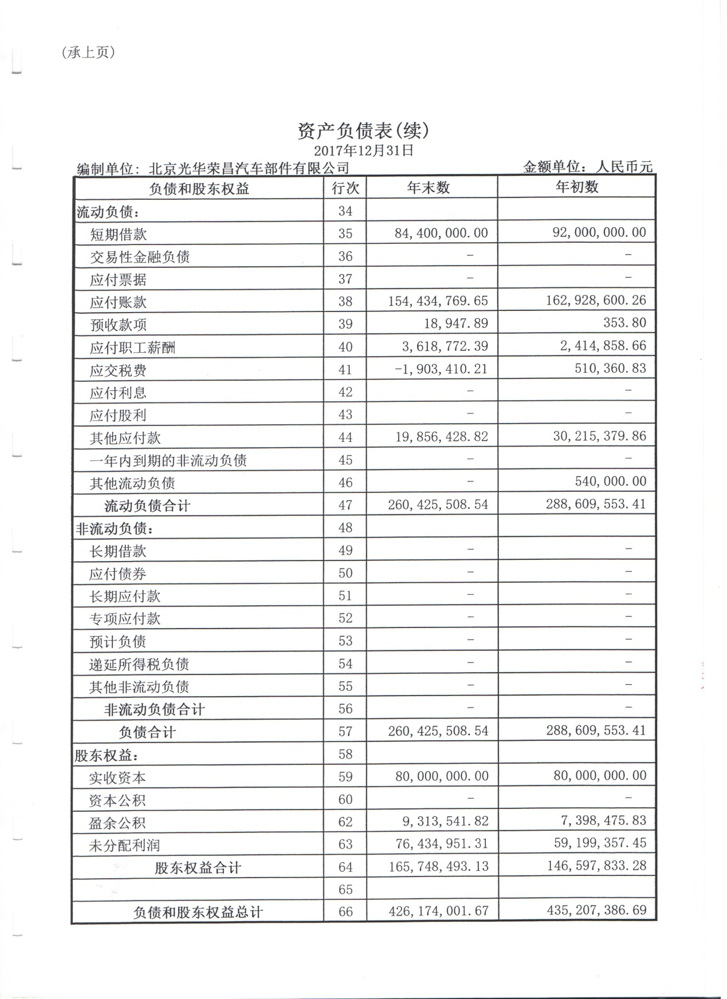 (承上页)
资产负债表(续)
2017年12月31日
编制单位：北京光华荣昌汽车部件有限公司 金额单位：人民币元
负债和股东权益 行次 年末数 年初数
流动负债： 34
短期借款 35 84,400,000.00 92,000,000.00
交易性金融负债 36 - -
应付票据 37 - -
应付账款 38 154,434,769.65 162,928,600.26
预收款项 39 18,947.89 353.80
应付职工薪酬 40 3,618,772.39 2,414,858.66
应交税费 41 -1,903,410.21 510,360.83
应付利息 42 - -
应付股利 43 - -
其他应付款 44 19,856,428.82 30,215,379.86
一年内到期的非流动负债 45 - -
其他流动负债 46 - 540,000.00
流动负债合计 47 260,425,508.54 288,609,553.41
非流动负债： 48
长期借款 49 - -
应付债券 50 - -
长期应付款 51 - -
专项应付款 52 - -
预计负债 53 - -
递延所得税负债 54 - -
其他非流动负债 55 - -
非流动负债合计 56 - -
负债合计 57 260,425,508.54 288,609,553.41
股东权益： 58
实收资本 59 80,000,000.00 80,000,000.00
资本公积 60 - -
盈余公积 62 9,313,541.82 7,398,475.83
未分配利润 63 76,434,951.31 59,199,357.45
股东权益合计 64 165,748,493.13 146,597,833.28
65
负债和股东权益总计 66 426,174,001.67 435,207,386.69